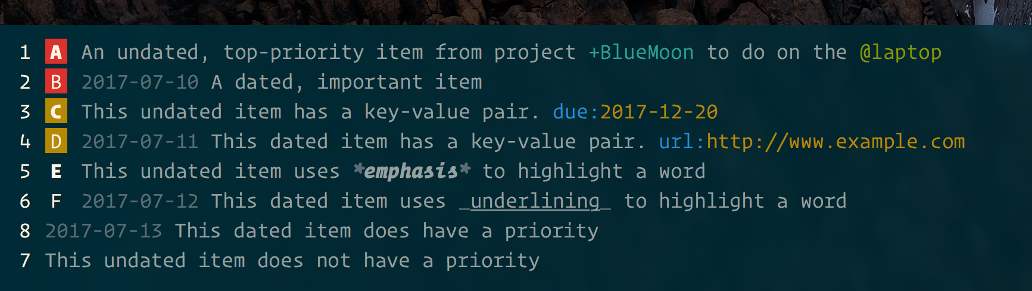 1 A An undated, top-priority item from project +BlueMoon to do on the @laptop
2 B 2017-07-10 A dated, important item
3 C This undated item has a key-value pair. due:2017-12-20
4 D 2017-07-11 This dated item has a key-value pair. url:http://www.example.com
5 E This undated item uses *emphasis* to highlight a word
6 F 2017-07-12 This dated item uses _underlining_ to highlight a word
8 2017-07-13 This dated item does have a priority
7 This undated item does not have a priority